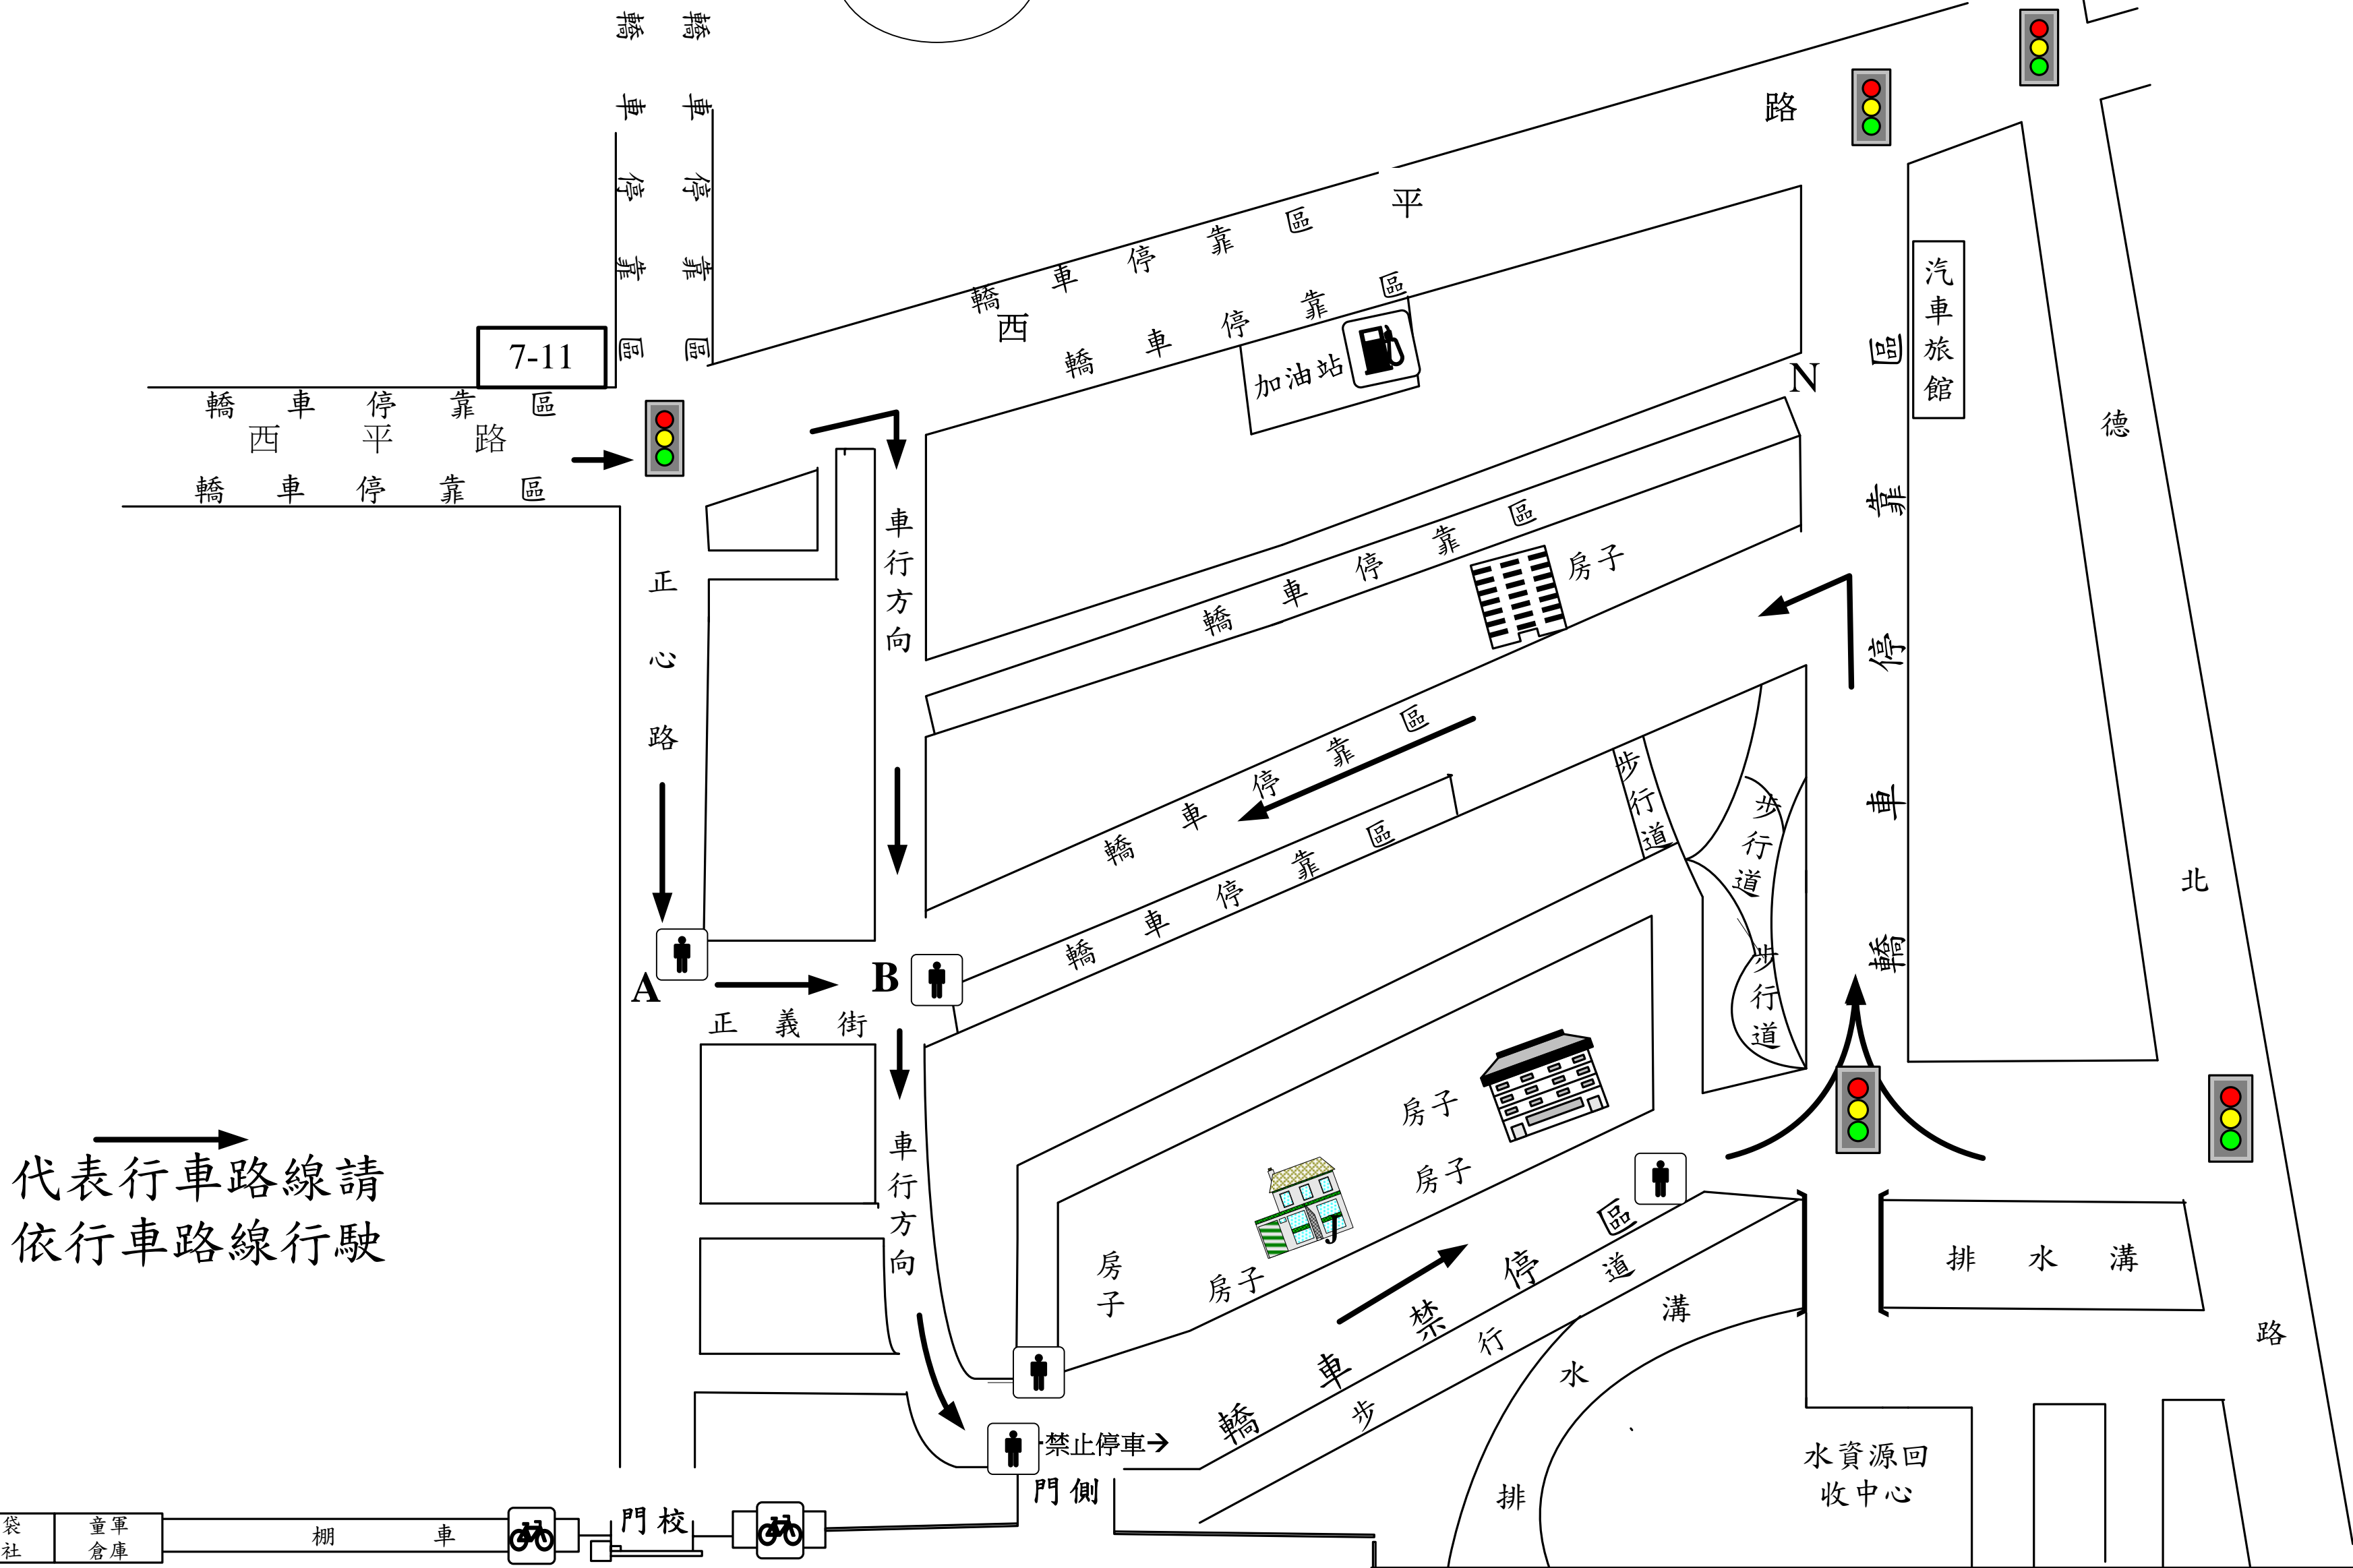 轎車停靠區
轎車停靠區
路
平
轎車停靠區
西
轎車停靠區
加油站
7-11
轎車停靠區
西平路
轎車停靠區
N
汽車旅館
德
北
路
轎車停靠區
正心路
車行方向
轎車停靠區
房子
轎車停靠區
轎車停靠區
步行道
步行道
步行道
A
B
正義街
車行方向
代表行車路線請
依行車路線行駛
房子
房子
房子
房子
J
轎車禁停區
步行道
排水溝
排水溝
水資源回
收中心
禁止停車→
門側
門校
棚車
童軍
倉庫
袋
社